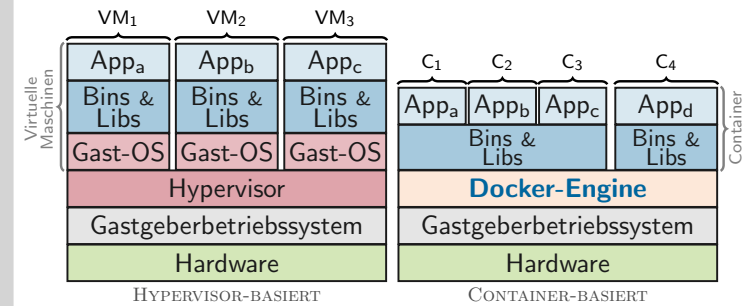 VM₁ VM₂ VM₃
Virtuelle
Maschinen
Appₐ App_b App_c
Bins & Bins & Bins &
Libs Libs Libs
Gast-OS Gast-OS Gast-OS
Hypervisor
Gastgeberbetriebssystem
Hardware
HYPERVISOR-BASIERT
C₁ C₂ C₃ C₄
Appₐ App_b App_c App_d
Bins & Bins &
Libs Libs
Container
Docker-Engine
Gastgeberbetriebssystem
Hardware
CONTAINER-BASIERT